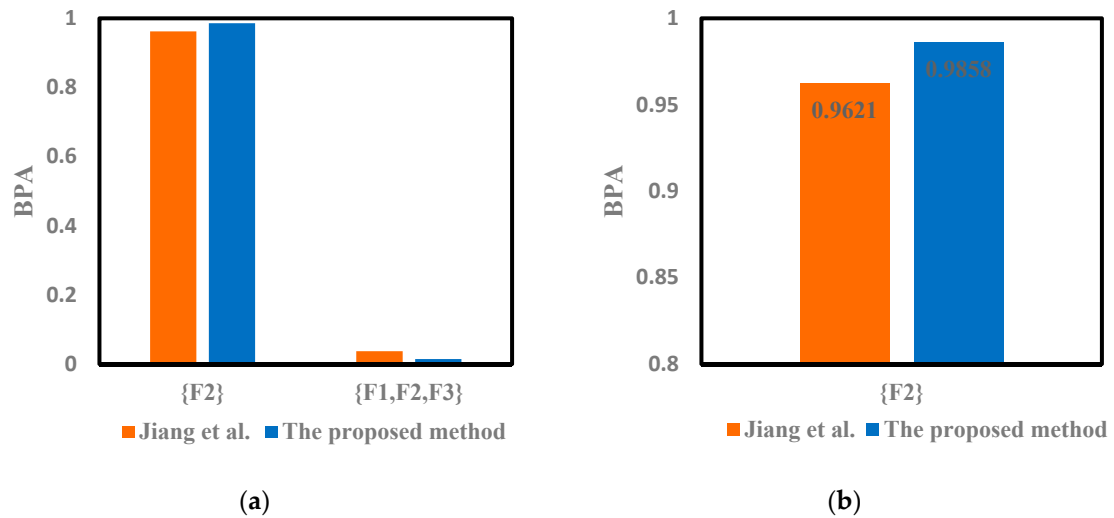 1
0.8
0.6
0.4
0.2
0
BPA
{F2} {F1,F2,F3}
Jiang et al. The proposed method
(a)
1
0.95
0.9
0.85
0.8
BPA
0.9621
0.9858
{F2}
Jiang et al. The proposed method
(b)